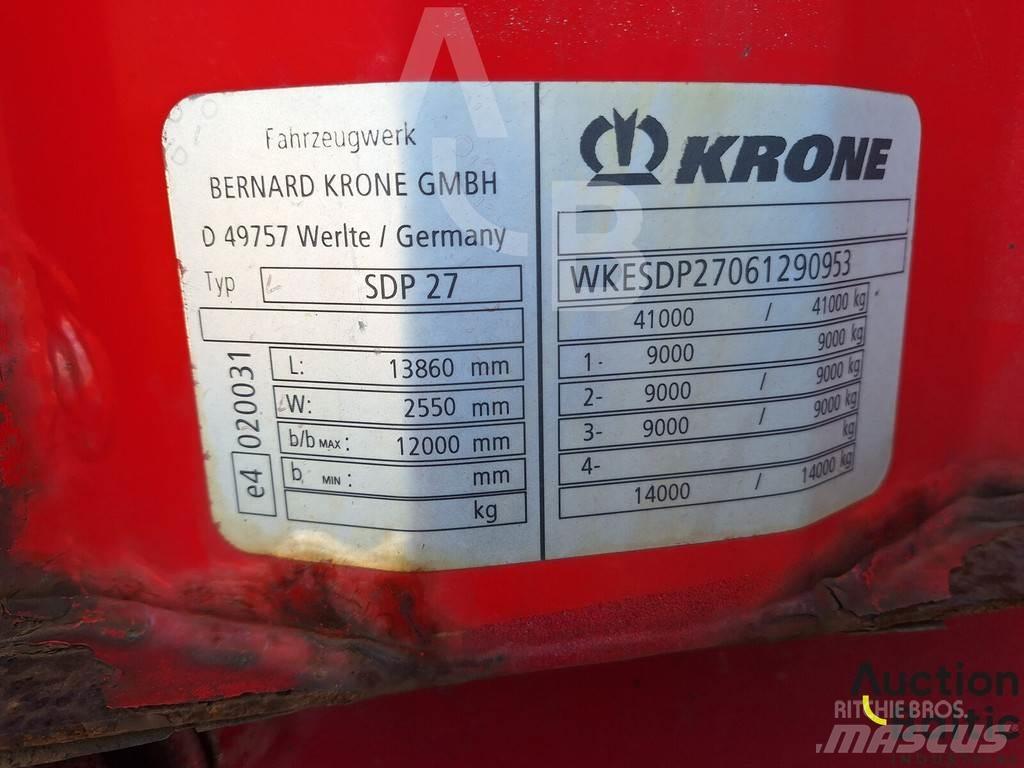 Fahrzeugwerk
BERNARD KRONE GMBH
D 49757 Werlte / Germany
Typ SDP 27
L: 13860 mm
W: 2550 mm
b/b MAX: 12000 mm
b MIN: mm
kg
e4 020031
KRONE
WKESDP27061290953
41000 / 41000 kg
1- 9000 9000 kg
2- 9000 / 9000 kg
3- 9000 / 9000 kg
4- kg
14000 / 14000 kg
ALB
Auction
RITCHIE BROS.
MASCUS
INDUSTRIAL